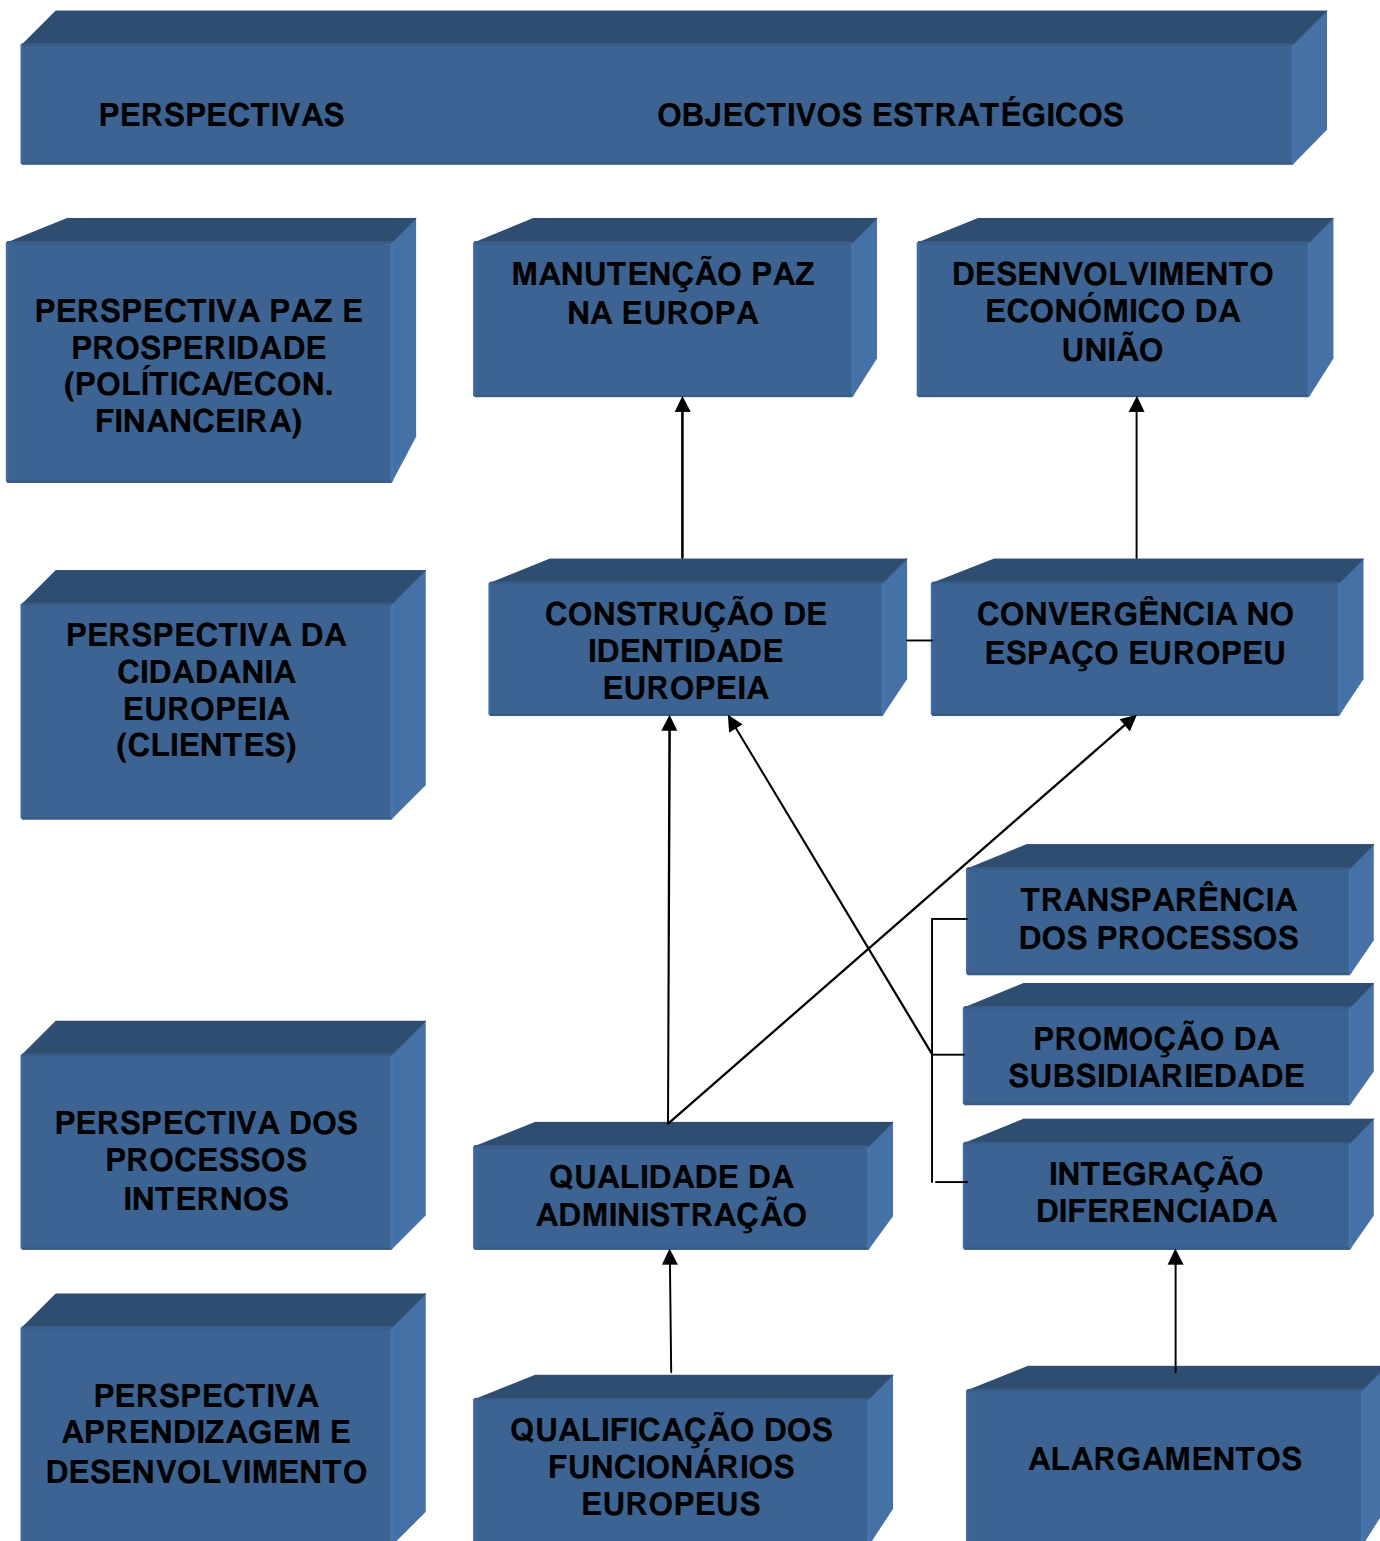 PERSPECTIVAS
OBJECTIVOS ESTRATÉGICOS
PERSPECTIVA PAZ E
PROSPERIDADE
(POLÍTICA/ECON.
FINANCEIRA)
MANUTENÇÃO PAZ
NA EUROPA
DESENVOLVIMENTO
ECONÓMICO DA
UNIÃO
PERSPECTIVA DA
CIDADANIA
EUROPEIA
(CLIENTES)
CONSTRUÇÃO DE
IDENTIDADE
EUROPEIA
CONVERGÊNCIA NO
ESPAÇO EUROPEU
TRANSPARÊNCIA
DOS PROCESSOS
PROMOÇÃO DA
SUBSIDIARIEDADE
PERSPECTIVA DOS
PROCESSOS
INTERNOS
QUALIDADE DA
ADMINISTRAÇÃO
INTEGRAÇÃO
DIFERENCIADA
PERSPECTIVA
APRENDIZAGEM E
DESENVOLVIMENTO
QUALIFICAÇÃO DOS
FUNCIONÁRIOS
EUROPEUS
ALARGAMENTOS